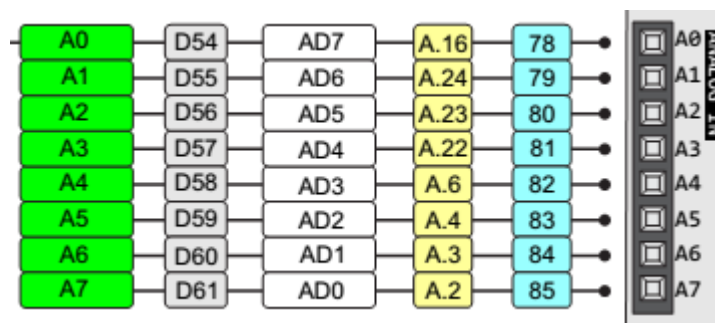 A0 D54 AD7 A.16 78 A0
A1 D55 AD6 A.24 79 A1
A2 D56 AD5 A.23 80 A2
A3 D57 AD4 A.22 81 A3
A4 D58 AD3 A.6 82 A4
A5 D59 AD2 A.4 83 A5
A6 D60 AD1 A.3 84 A6
A7 D61 AD0 A.2 85 A7
ANALOG IN